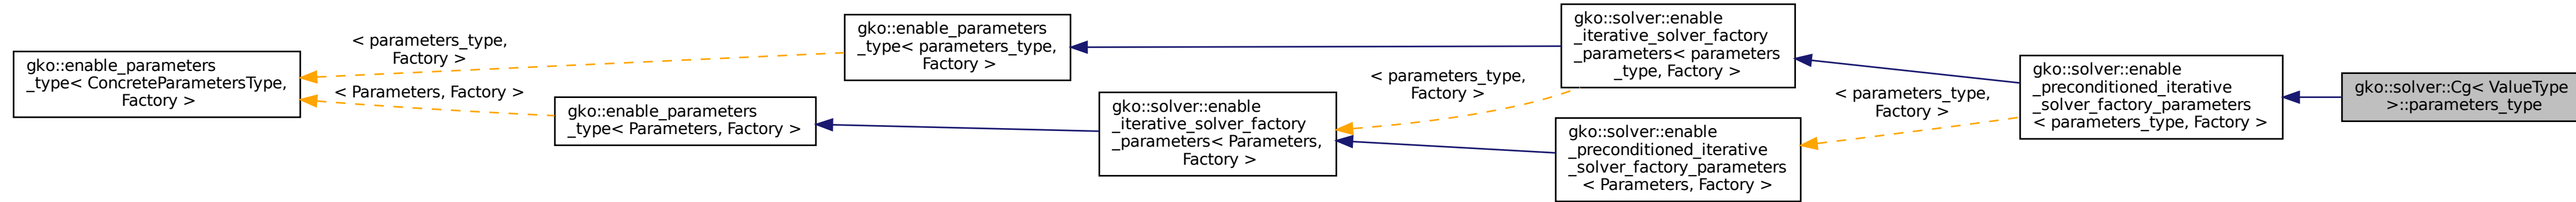 gko::enable_parameters
_type< ConcreteParametersType,
Factory >
< parameters_type,
Factory >
< Parameters, Factory >
gko::enable_parameters
_type< parameters_type,
Factory >
gko::enable_parameters
_type< Parameters, Factory >
gko::solver::enable
_iterative_solver_factory
_parameters< Parameters,
Factory >
< parameters_type,
Factory >
gko::solver::enable
_iterative_solver_factory
_parameters< parameters
_type, Factory >
gko::solver::enable
_preconditioned_iterative
_solver_factory_parameters
< Parameters, Factory >
< parameters_type,
Factory >
gko::solver::enable
_preconditioned_iterative
_solver_factory_parameters
< parameters_type, Factory >
gko::solver::Cg< ValueType
>::parameters_type